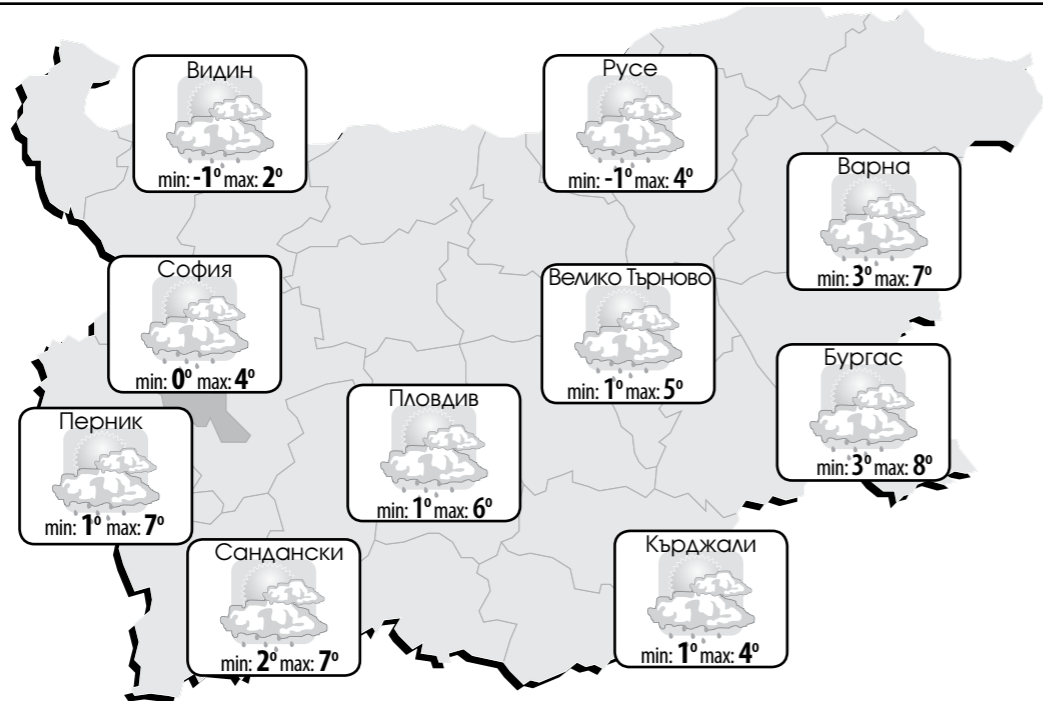 Видин
min: -1° max: 2°
Русе
min: -1° max: 4°
Варна
min: 3° max: 7°
София
min: 0° max: 4°
Велико Търново
min: 1° max: 5°
Бургас
min: 3° max: 8°
Пловдив
min: 1° max: 6°
Перник
min: 1° max: 7°
Сандански
min: 2° max: 7°
Кърджали
min: 1° max: 4°